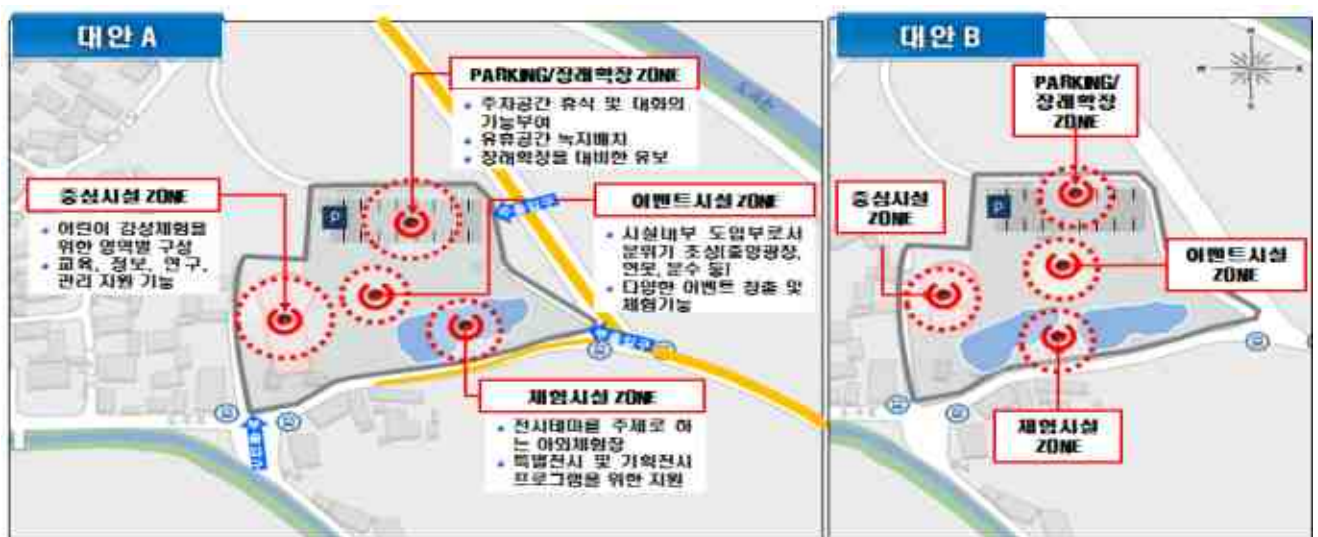 대안 A
PARKING/장래확장 ZONE
• 주차공간 휴식 및 대화의
기능부여
• 유휴공간 녹지배치
• 장래확장을 대비한 유보
중심시설 ZONE
• 어린이 감성체험을
위한 영역별 구성
• 교육, 정보, 연구,
관리 지원 기능
P
이벤트시설 ZONE
• 시설내부 도입부로서
분위기 조성(중앙광장,
연못, 분수 등)
• 다양한 이벤트 창출 및
체험기능
체험시설 ZONE
• 전시테마를 주제로 하
는 야외체험장
• 특별전시 및 기획전시
프로그램을 위한 지원
대안 B
PARKING/
장래확장
ZONE
중심시설
ZONE
P
이벤트시설
ZONE
체험시설
ZONE